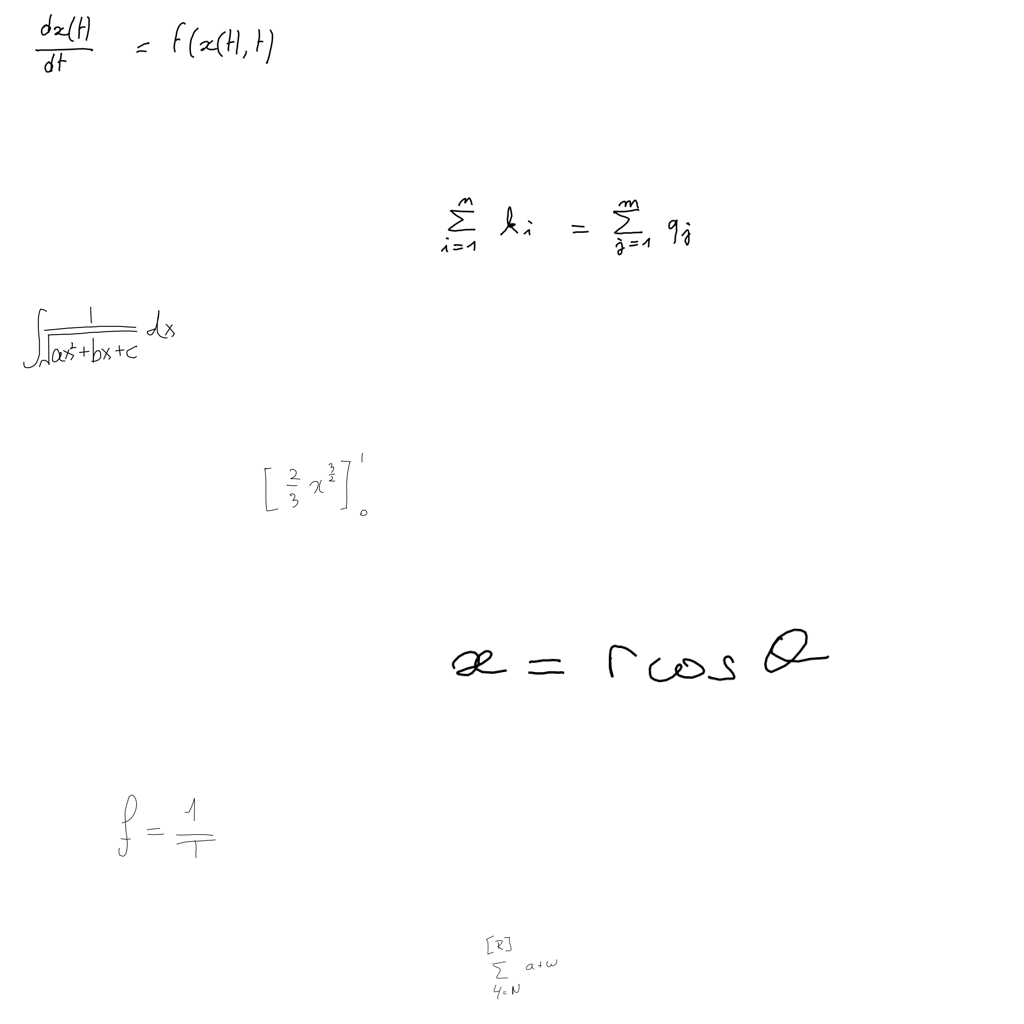 \frac{dx(t)}{dt} = f(x(t), t)
\sum_{i=1}^{n} k_i = \sum_{j=1}^{m} q_j
\int \frac{1}{\sqrt{ax^2+bx+c}} dx
\left[ \frac{2}{3} x^{\frac{3}{2}} \right]_0^1
x = r \cos \theta
f = \frac{1}{T}
\sum_{4=N}^{[R]} a+w